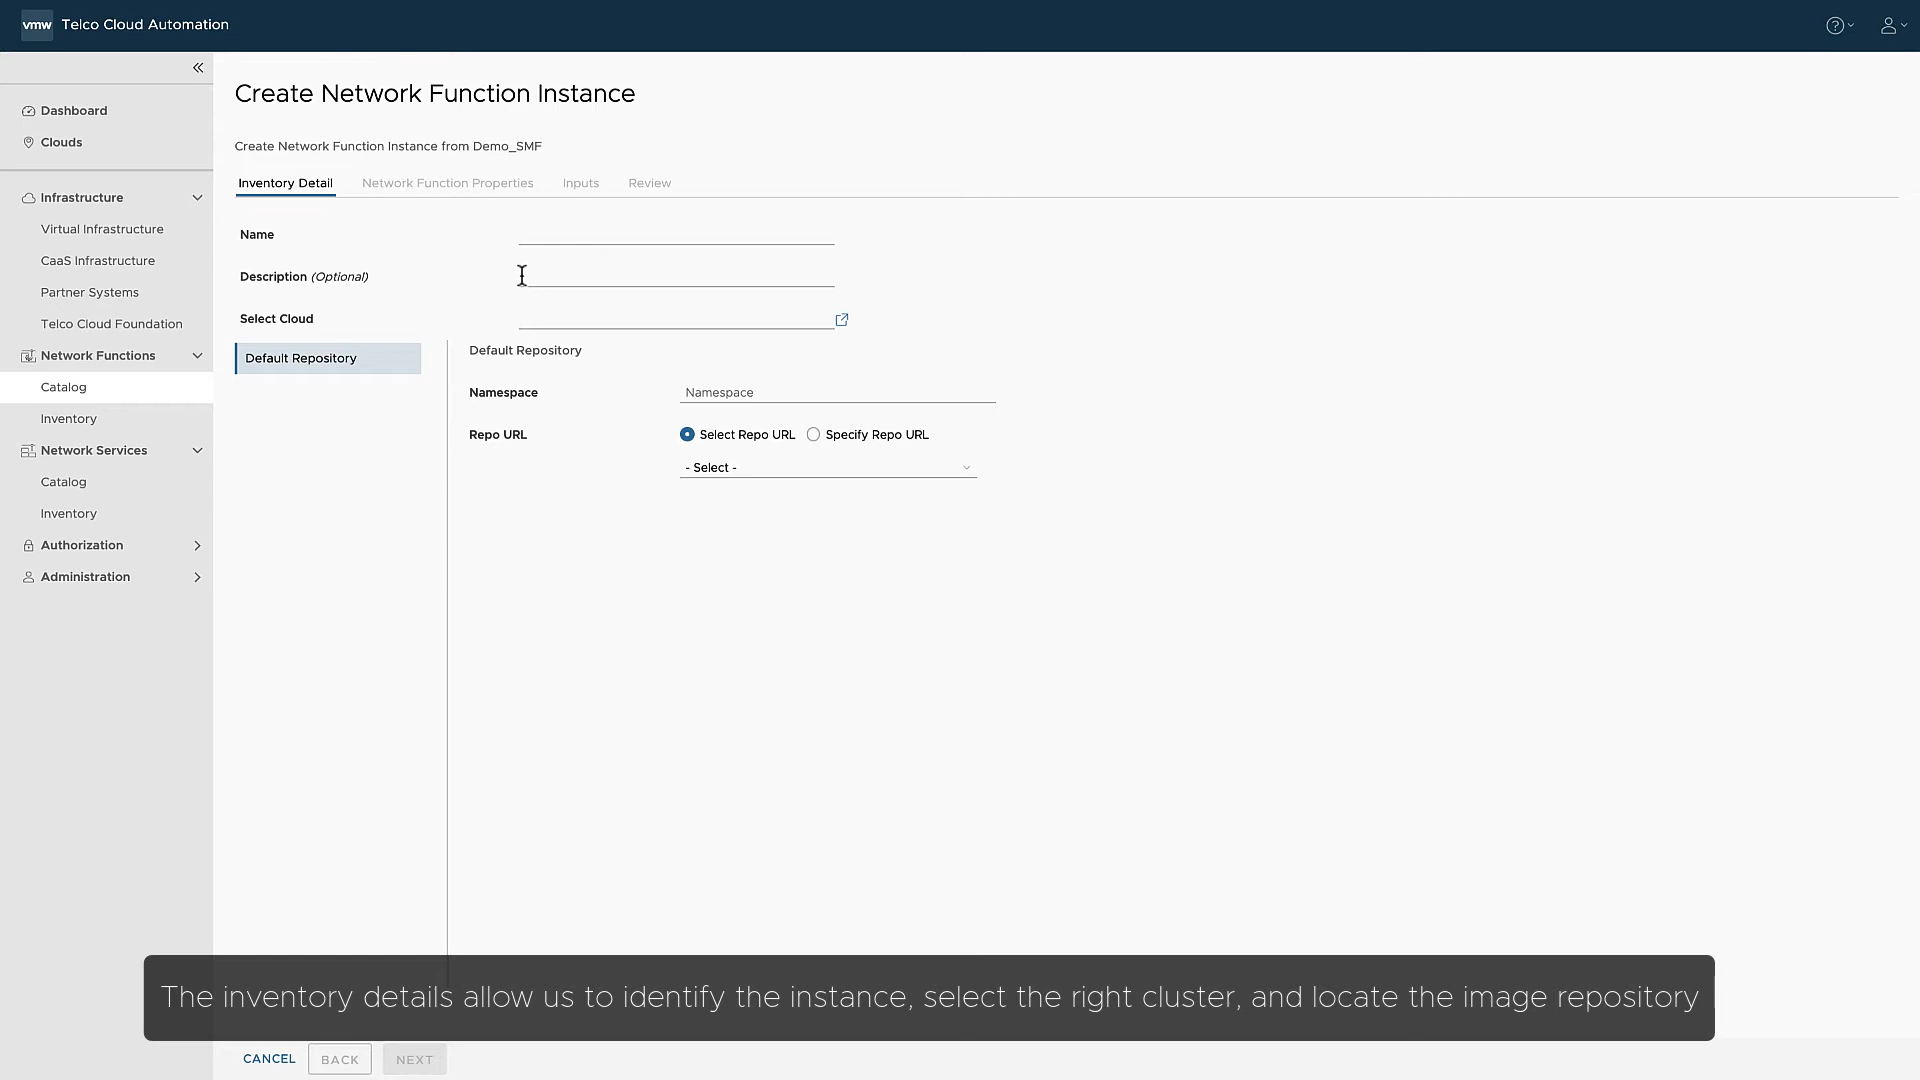 vmw Telco Cloud Automation
Dashboard
Clouds
Infrastructure
Virtual Infrastructure
CaaS Infrastructure
Partner Systems
Telco Cloud Foundation
Network Functions
Catalog
Inventory
Network Services
Catalog
Inventory
Authorization
Administration
Create Network Function Instance
Create Network Function Instance from Demo_SMF
Inventory Detail Network Function Properties Inputs Review
Name
Description (Optional)
Select Cloud
Default Repository
Default Repository
Namespace Namespace
Repo URL Select Repo URL Specify Repo URL
- Select -
The inventory details allow us to identify the instance, select the right cluster, and locate the image repository
CANCEL BACK NEXT